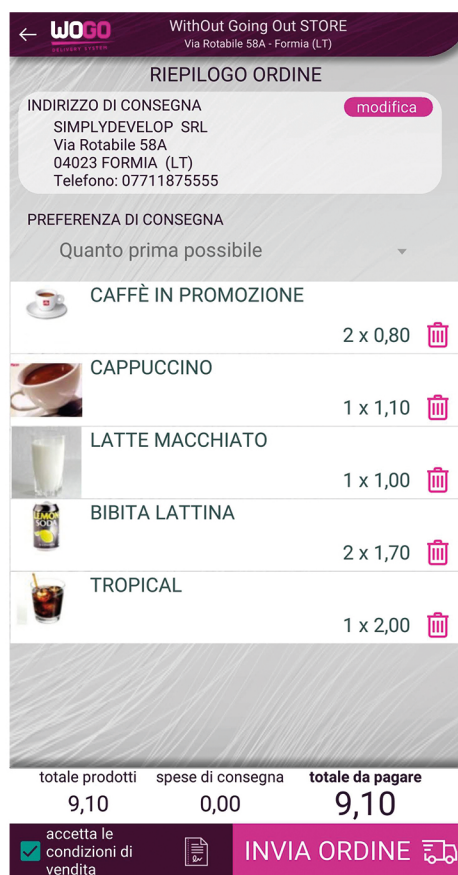 WOGO
DELIVERY SYSTEM
WithOut Going Out STORE
Via Rotabile 58A - Formia (LT)
RIEPILOGO ORDINE
INDIRIZZO DI CONSEGNA
modifica
SIMPLYDEVELOP SRL
Via Rotabile 58A
04023 FORMIA (LT)
Telefono: 07711875555
PREFERENZA DI CONSEGNA
Quanto prima possibile
CAFFÈ IN PROMOZIONE
2 x 0,80
CAPPUCCINO
1 x 1,10
LATTE MACCHIATO
1 x 1,00
BIBITA LATTINA
LEMON
SODA
2 x 1,70
TROPICAL
1 x 2,00
totale prodotti spese di consegna totale da pagare
9,10 0,00 9,10
accetta le
condizioni di
vendita
INVIA ORDINE